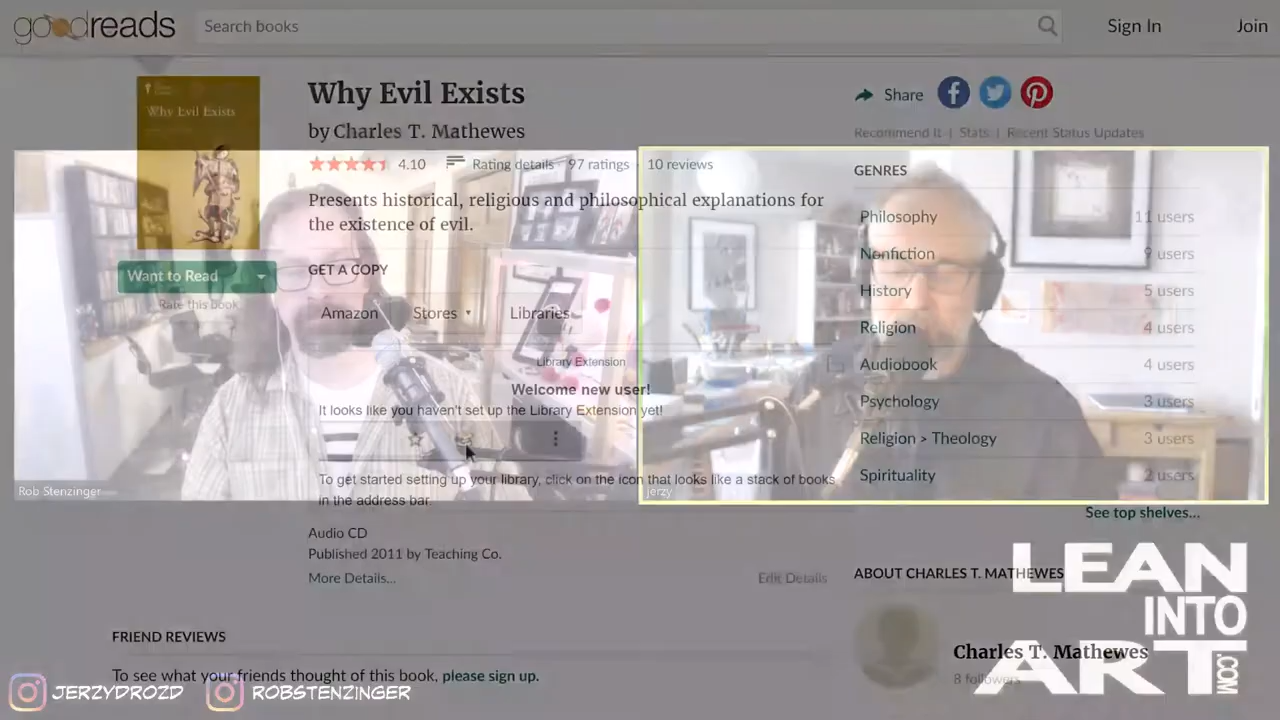 goodreads
Search books
Sign In
Join
Why Evil Exists
Why Evil Exists
by Charles T. Mathewes
4.10
Rating details
97 ratings
10 reviews
Presents historical, religious and philosophical explanations for
the existence of evil.
Want to Read
Rate this book
GET A COPY
Amazon
Stores
Libraries
Library Extension
Welcome new user!
It looks like you haven't set up the Library Extension yet!
To get started setting up your library, click on the icon that looks like a stack of books
in the address bar.
Audio CD
Published 2011 by Teaching Co.
More Details...
Edit Details
FRIEND REVIEWS
To see what your friends thought of this book, please sign up.
Share
Recommend It | Stats | Recent Status Updates
GENRES
Philosophy 11 users
Nonfiction 9 users
History 5 users
Religion 4 users
Audiobook 4 users
Psychology 3 users
Religion > Theology 3 users
Spirituality 2 users
See top shelves...
ABOUT CHARLES T. MATHEWES
Charles T. Mathewes
8 followers
Rob Stenzinger
jerzy
JERZYDROZD
ROBSTENZINGER
LEAN
INTO
ART
.COM